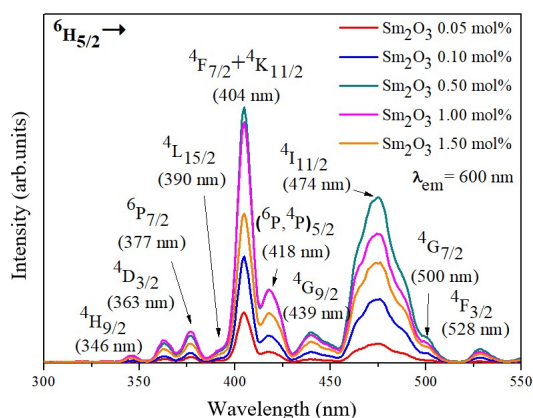 ⁶H₅/₂→
⁴F₇/₂+⁴K₁₁/₂
(404 nm)
Sm₂O₃ 0.05 mol%
Sm₂O₃ 0.10 mol%
Sm₂O₃ 0.50 mol%
Sm₂O₃ 1.00 mol%
Sm₂O₃ 1.50 mol%
λem = 600 nm
⁴L₁₅/₂
(390 nm)
⁴I₁₁/₂
(474 nm)
⁶P₇/₂
(377 nm)
(⁶P,⁴P)₅/₂
(418 nm)
⁴D₃/₂
(363 nm)
⁴G₉/₂
(439 nm)
⁴G₇/₂
(500 nm)
⁴H₉/₂
(346 nm)
⁴F₃/₂
(528 nm)
Intensity (arb.units)
300 350 400 450 500 550
Wavelength (nm)